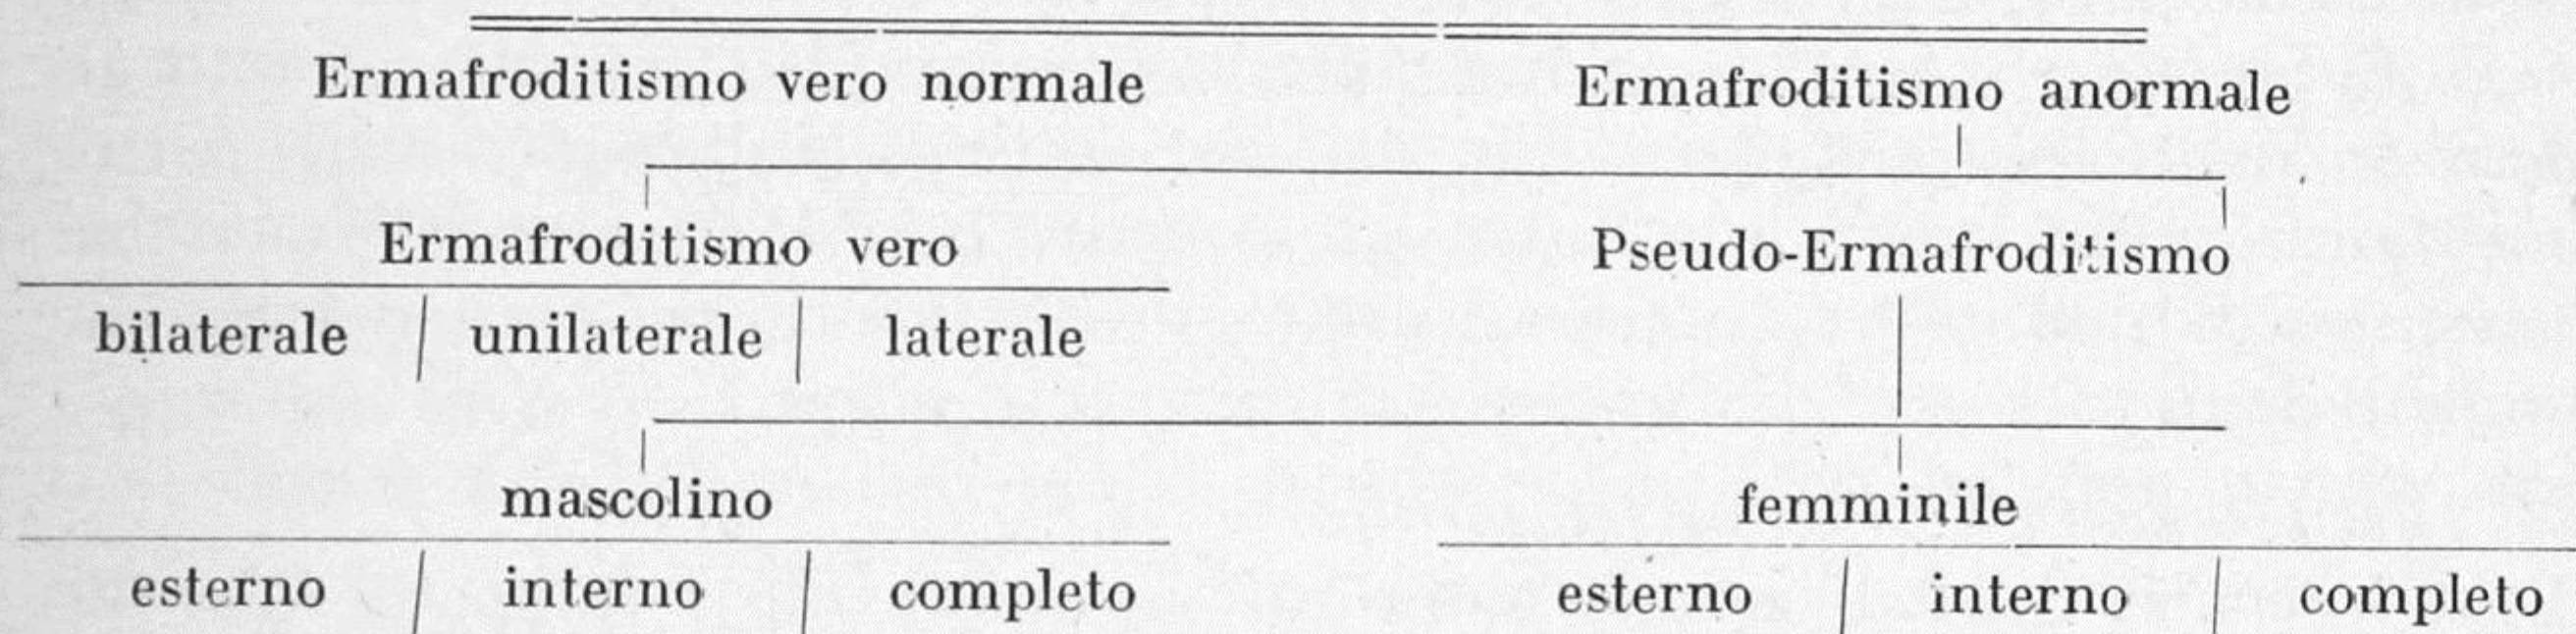 Ermafroditismo vero normale Ermafroditismo anormale
Ermafroditismo vero Pseudo-Ermafroditismo
bilaterale unilaterale laterale
mascolino femminile
esterno interno completo esterno interno completo